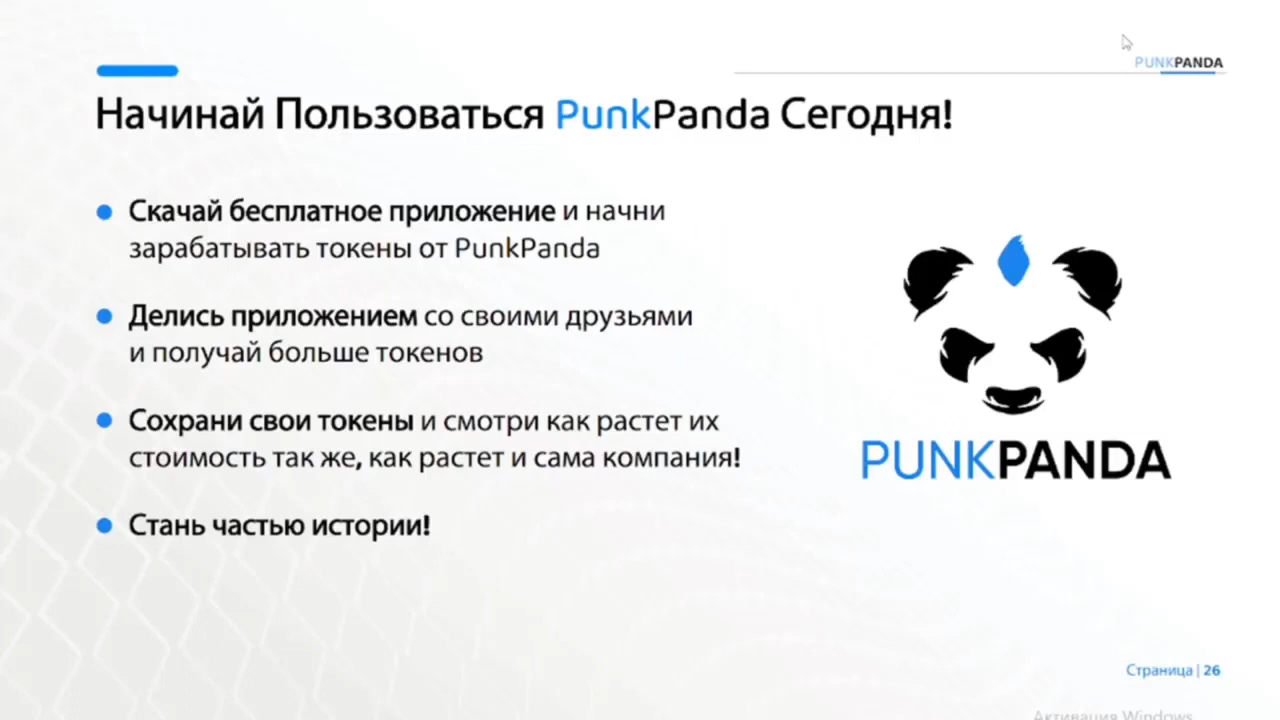 PUNKPANDA
Начинай Пользоваться PunkPanda Сегодня!
Скачай бесплатное приложение и начни
зарабатывать токены от PunkPanda
Делись приложением со своими друзьями
и получай больше токенов
Сохрани свои токены и смотри как растет их
стоимость так же, как растет и сама компания!
Стань частью истории!
PUNKPANDA
Страница | 26
Активация Windows